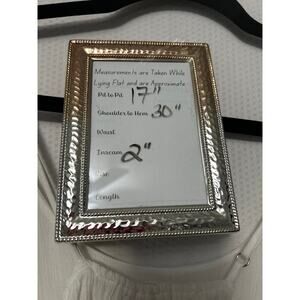 Measurements are Taken While
Lying Flat and are Approximate
Pit to Pit 17"
Shoulder to Hem 30"
Waist
Inseam 2"
Rise
Length